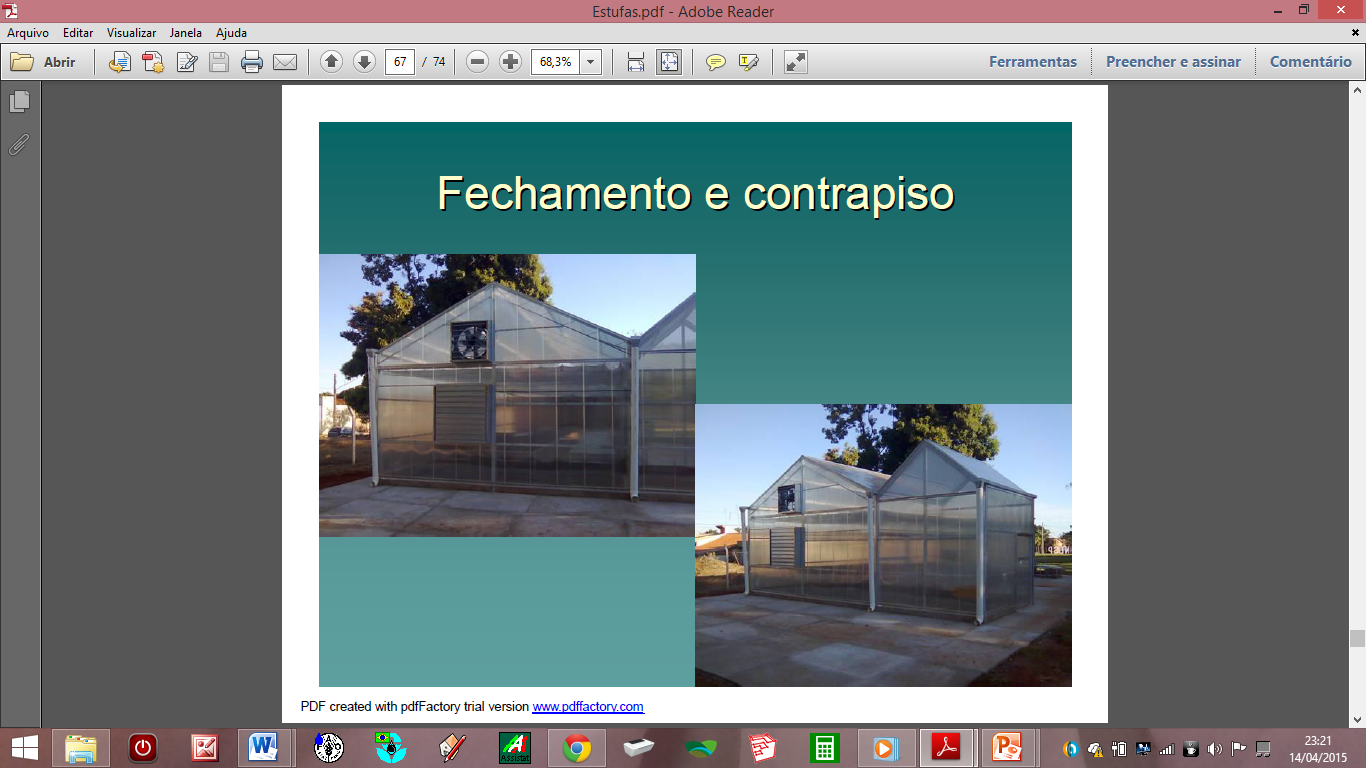 Estufas.pdf - Adobe Reader
Arquivo Editar Visualizar Janela Ajuda
Abrir 67 / 74 68,3% Ferramentas Preencher e assinar Comentário
Fechamento e contrapiso
PDF created with pdfFactory trial version www.pdffactory.com
23:21
14/04/2015